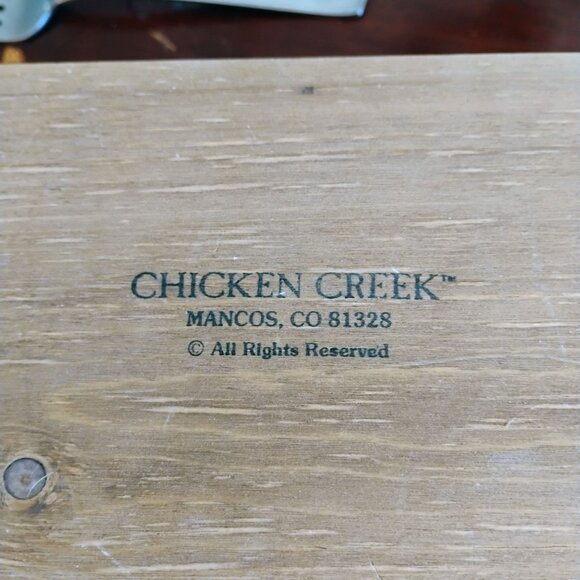 CHICKEN CREEK™
MANCOS, CO 81328
© All Rights Reserved